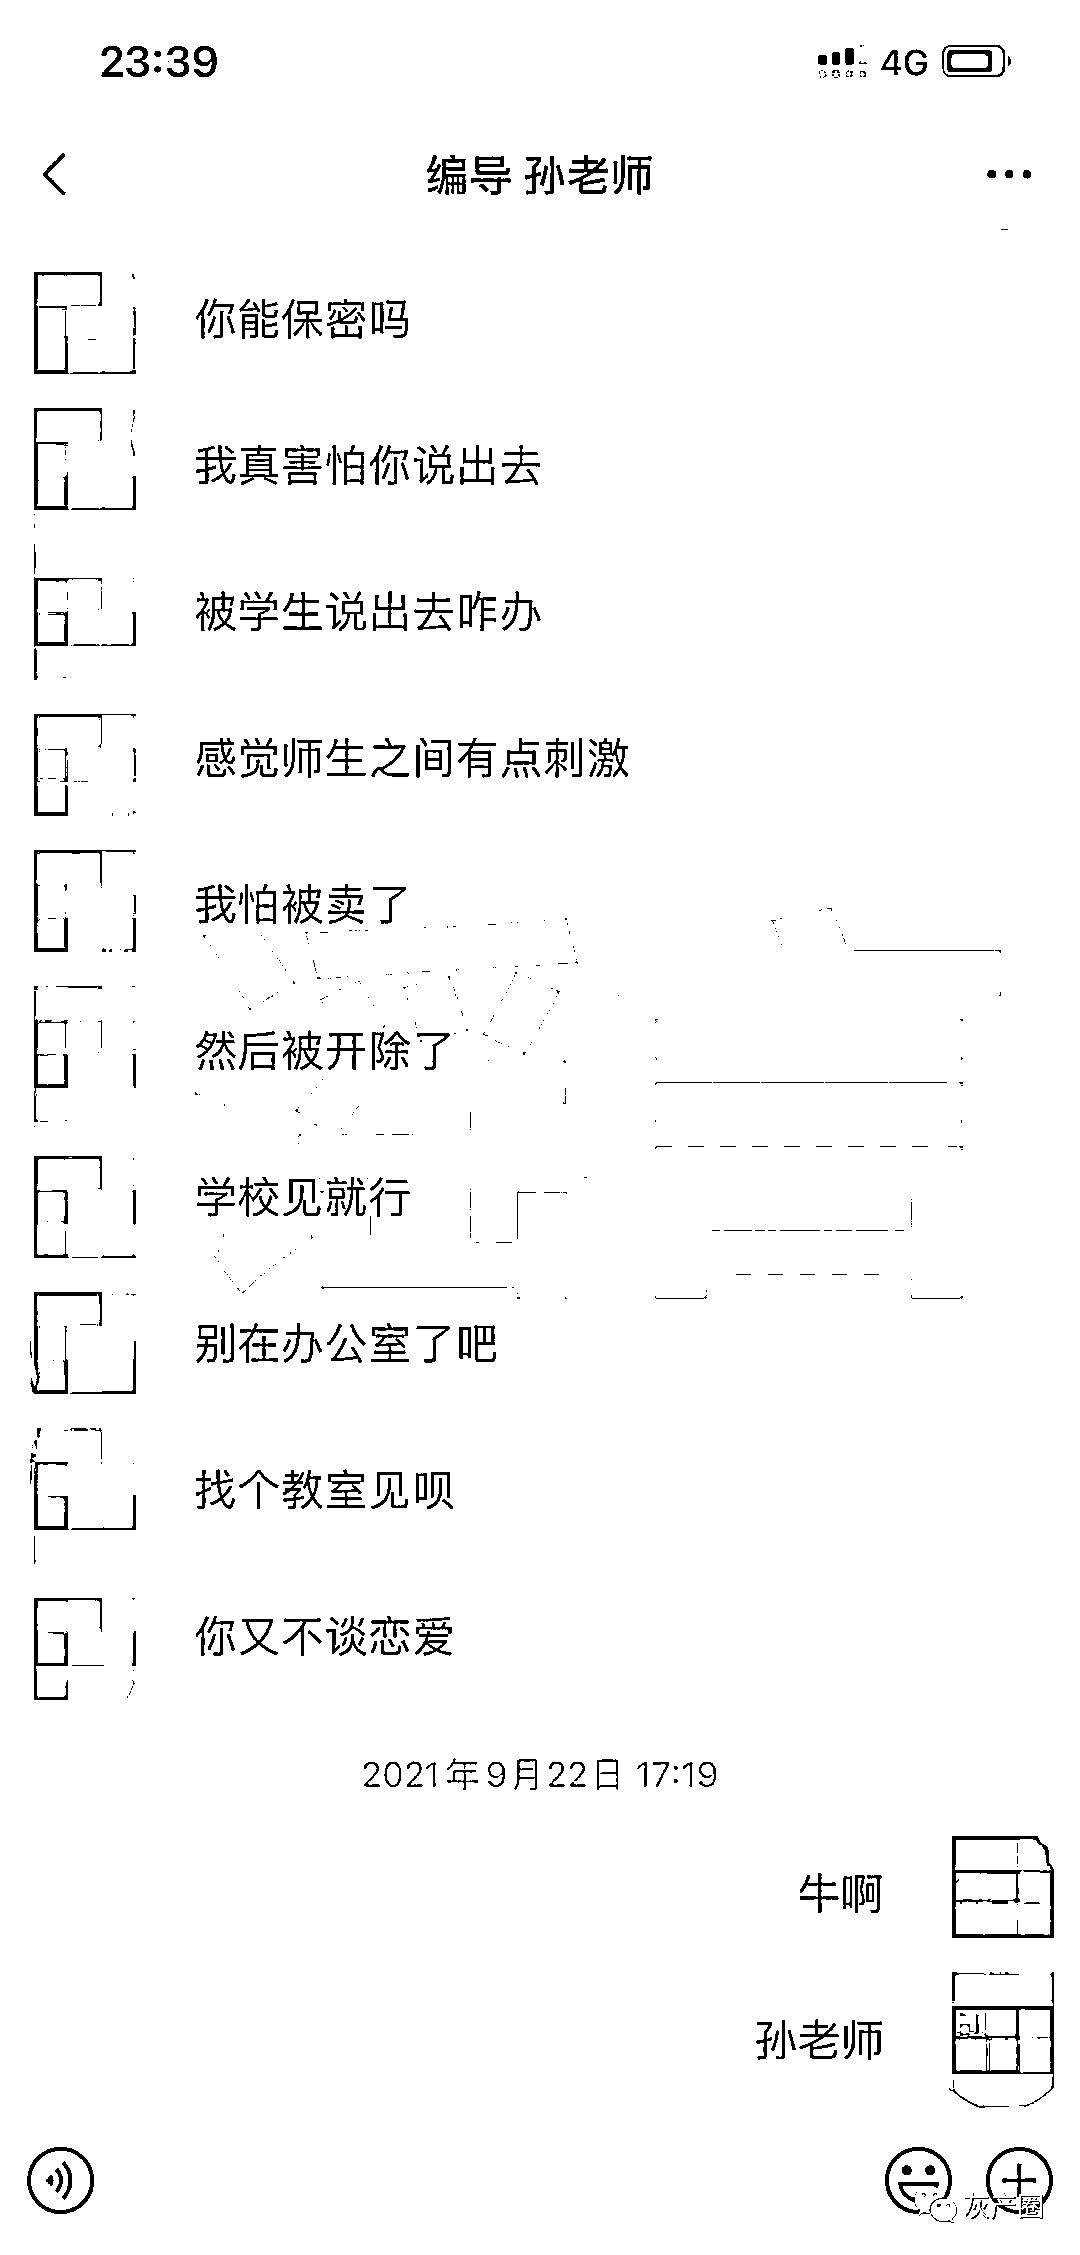 23:39
4G
编导 孙老师
你能保密吗
我真害怕你说出去
被学生说出去咋办
感觉师生之间有点刺激
我怕被卖了
然后被开除了
学校见就行
别在办公室了吧
找个教室见呗
你又不谈恋爱
2021年9月22日 17:19
牛啊
孙老师
灰产圈